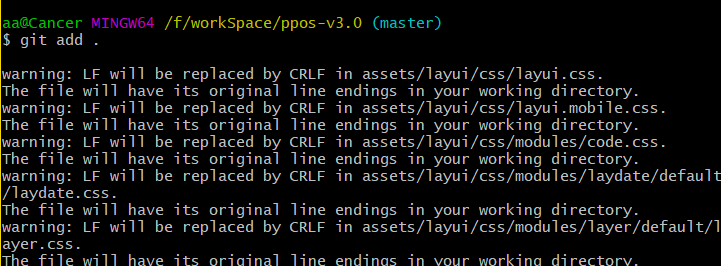 aa@Cancer MINGW64 /f/workSpace/ppos-v3.0 (master)
$ git add .
warning: LF will be replaced by CRLF in assets/layui/css/layui.css.
The file will have its original line endings in your working directory.
warning: LF will be replaced by CRLF in assets/layui/css/layui.mobile.css.
The file will have its original line endings in your working directory.
warning: LF will be replaced by CRLF in assets/layui/css/modules/code.css.
The file will have its original line endings in your working directory.
warning: LF will be replaced by CRLF in assets/layui/css/modules/laydate/default
/laydate.css.
The file will have its original line endings in your working directory.
warning: LF will be replaced by CRLF in assets/layui/css/modules/layer/default/l
ayer.css.
The file will have its original line endings in your working directory.